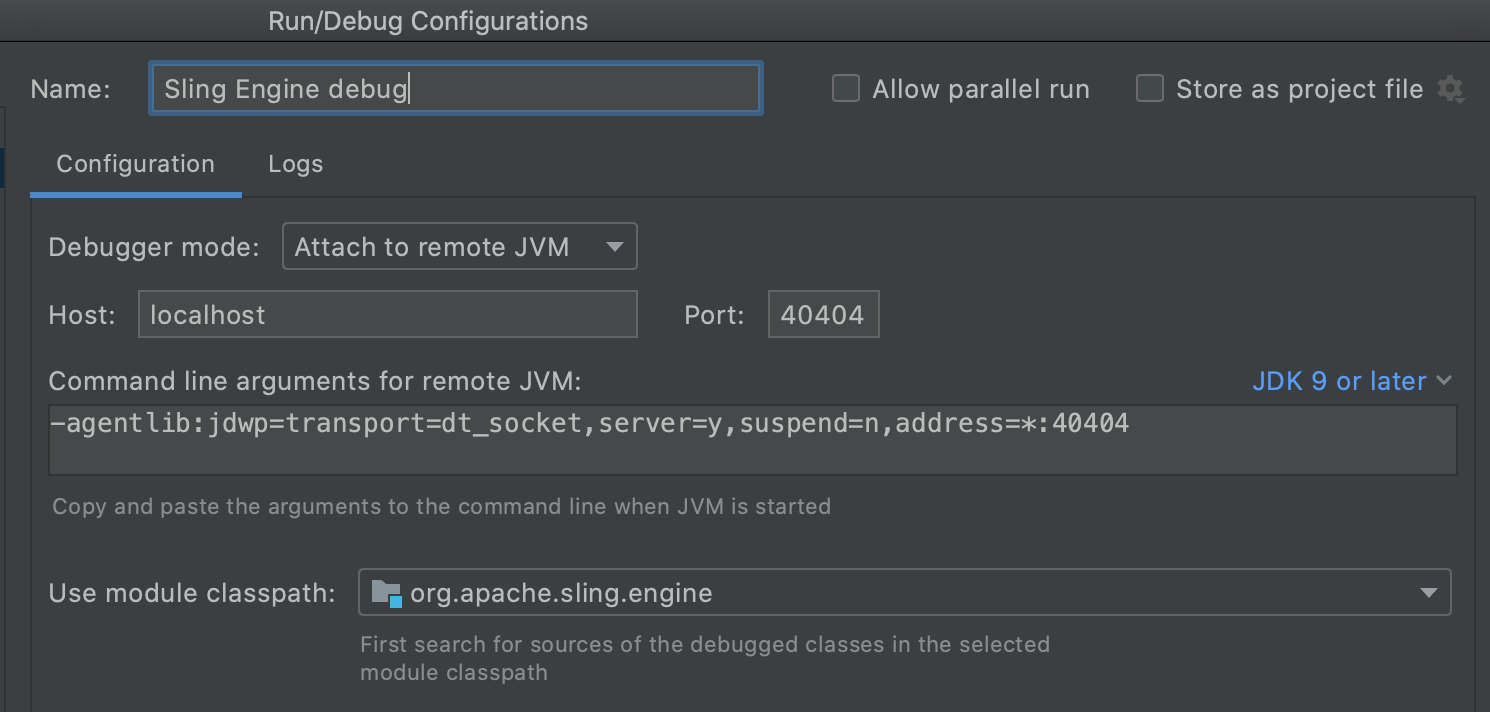 Run/Debug Configurations
Name: Sling Engine debug Allow parallel run Store as project file
Configuration Logs
Debugger mode: Attach to remote JVM
Host: localhost Port: 40404
Command line arguments for remote JVM: JDK 9 or later
-agentlib:jdwp=transport=dt_socket,server=y,suspend=n,address=*:40404
Copy and paste the arguments to the command line when JVM is started
Use module classpath: org.apache.sling.engine
First search for sources of the debugged classes in the selected
module classpath